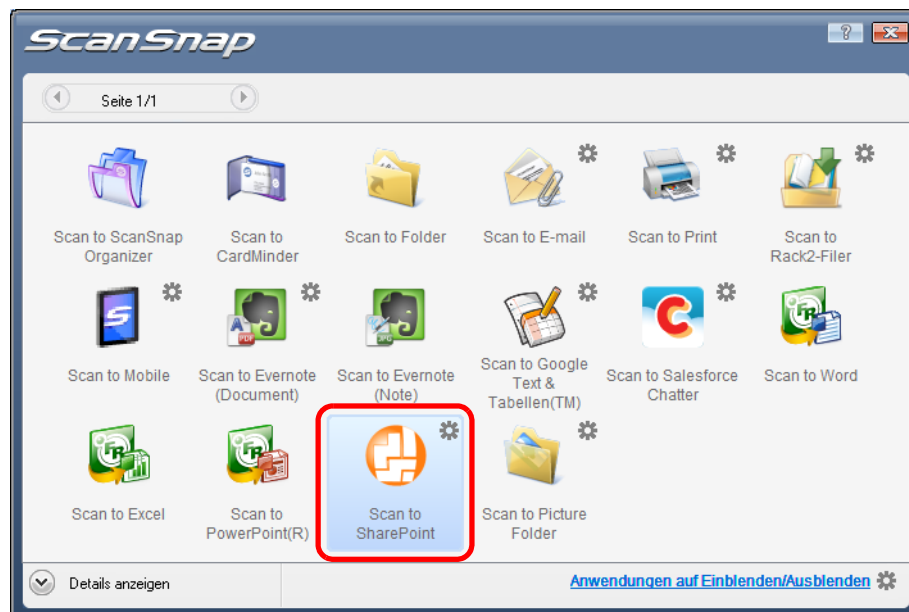 ScanSnap
?
Seite 1/1
Scan to ScanSnap
Organizer
Scan to
CardMinder
Scan to Folder
Scan to E-mail
Scan to Print
Scan to
Rack2-Filer
Scan to Mobile
Scan to Evernote
(Document)
Scan to Evernote
(Note)
Scan to Google
Text &
Tabellen(TM)
Scan to Salesforce
Chatter
Scan to Word
Scan to Excel
Scan to
PowerPoint(R)
Scan to
SharePoint
Scan to Picture
Folder
Details anzeigen
Anwendungen auf Einblenden/Ausblenden